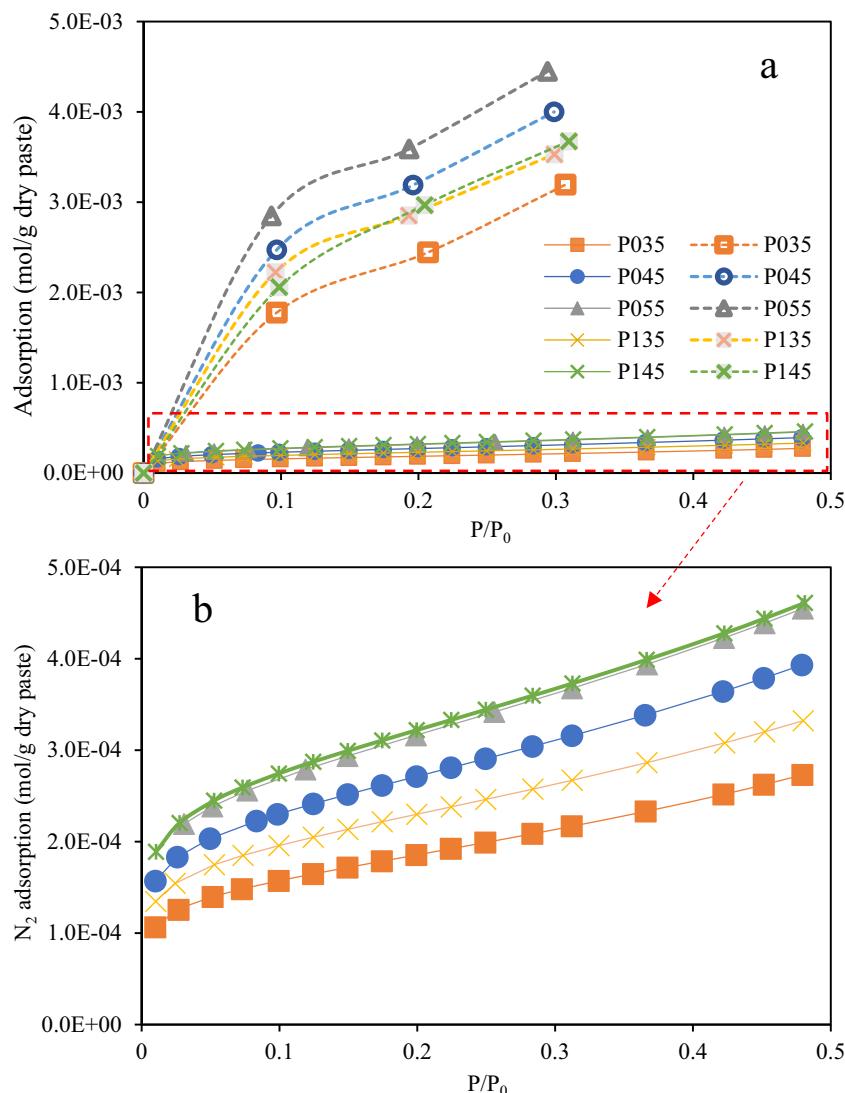 5.0E-03
4.0E-03
3.0E-03
2.0E-03
1.0E-03
0.0E+00
Adsorption (mol/g dry paste)
a
P035 P035
P045 P045
P055 P055
P135 P135
P145 P145
0 0.1 0.2 0.3 0.4 0.5
P/P₀
5.0E-04
4.0E-04
3.0E-04
2.0E-04
1.0E-04
0.0E+00
N₂ adsorption (mol/g dry paste)
b
0 0.1 0.2 0.3 0.4 0.5
P/P₀